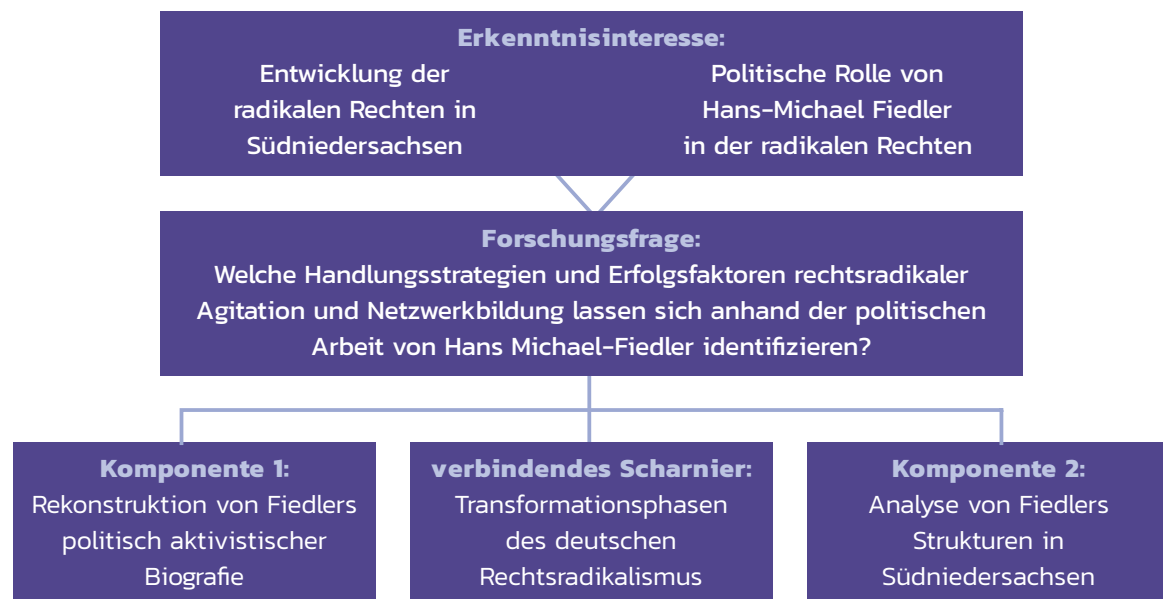 Erkenntnisinteresse:
Entwicklung der
radikalen Rechten in
Südniedersachsen
Politische Rolle von
Hans-Michael Fiedler
in der radikalen Rechten
Forschungsfrage:
Welche Handlungsstrategien und Erfolgsfaktoren rechtsradikaler
Agitation und Netzwerkbildung lassen sich anhand der politischen
Arbeit von Hans Michael-Fiedler identifizieren?
Komponente 1:
Rekonstruktion von Fiedlers
politisch aktivistischer
Biografie
verbindendes Scharnier:
Transformationsphasen
des deutschen
Rechtsradikalismus
Komponente 2:
Analyse von Fiedlers
Strukturen in
Südniedersachsen